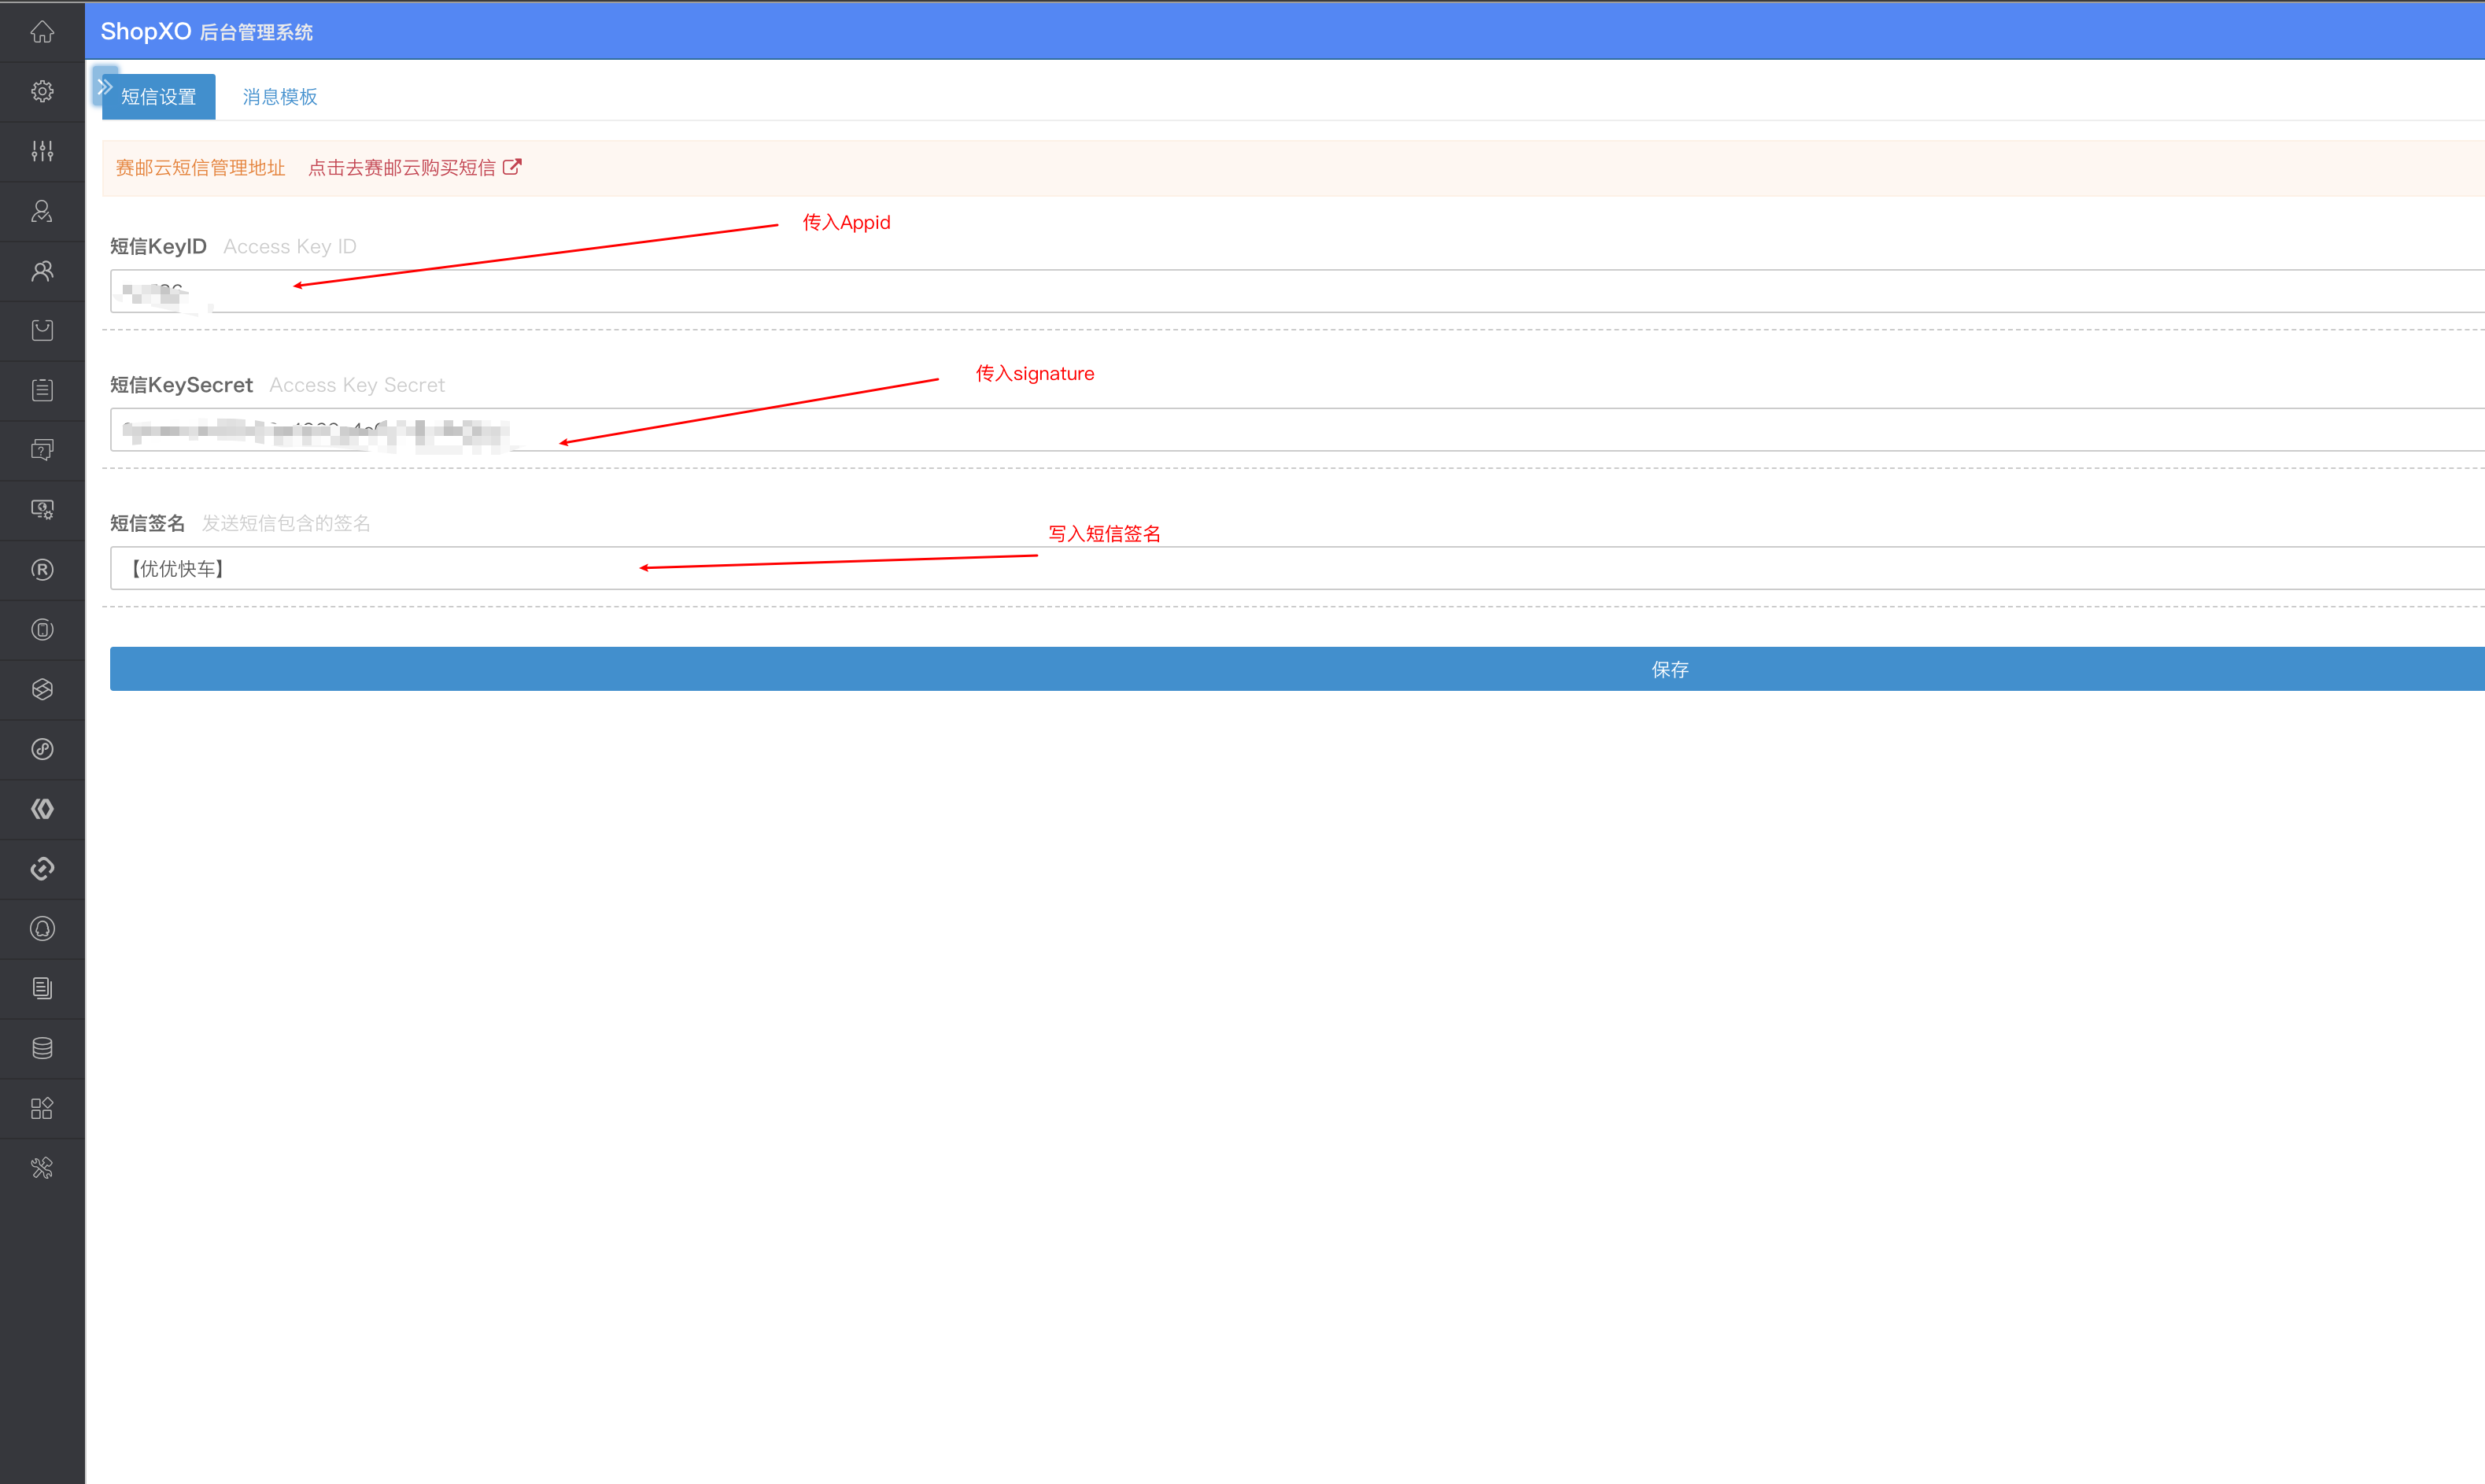 ShopXO 后台管理系统
短信设置 消息模板
赛邮云短信管理地址 点击去赛邮云购买短信
传入Appid
短信KeyID Access Key ID
传入signature
短信KeySecret Access Key Secret
短信签名 发送短信包含的签名
写入短信签名
【优优快车】
保存